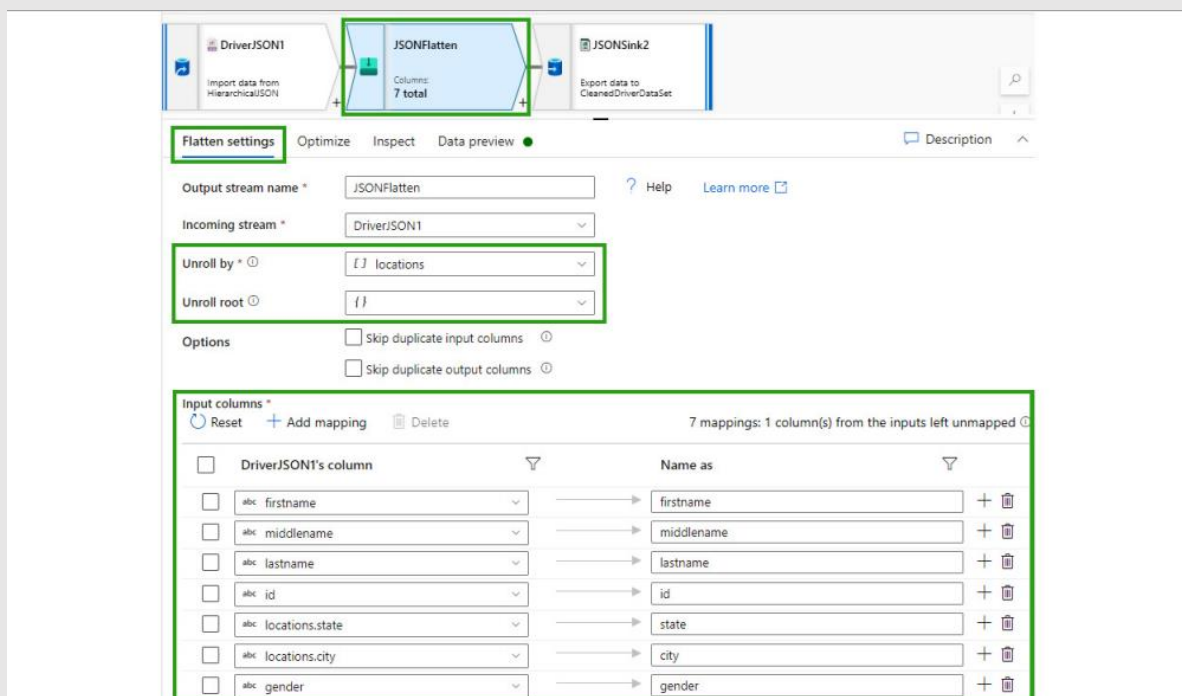 DriverJSON1
Import data from
HierarchicalJSON
+
JSONFlatten
Columns:
7 total
+
JSONSink2
Export data to
CleanedDriverDataSet
Flatten settings Optimize Inspect Data preview Description
Output stream name * JSONFlatten ? Help Learn more
Incoming stream * DriverJSON1
Unroll by * [ ] locations
Unroll root { }
Options Skip duplicate input columns
Skip duplicate output columns
Input columns *
Reset + Add mapping Delete 7 mappings: 1 column(s) from the inputs left unmapped
DriverJSON1's column Name as
abc firstname firstname +
abc middlename middlename +
abc lastname lastname +
abc id id +
abc locations.state state +
abc locations.city city +
abc gender gender +